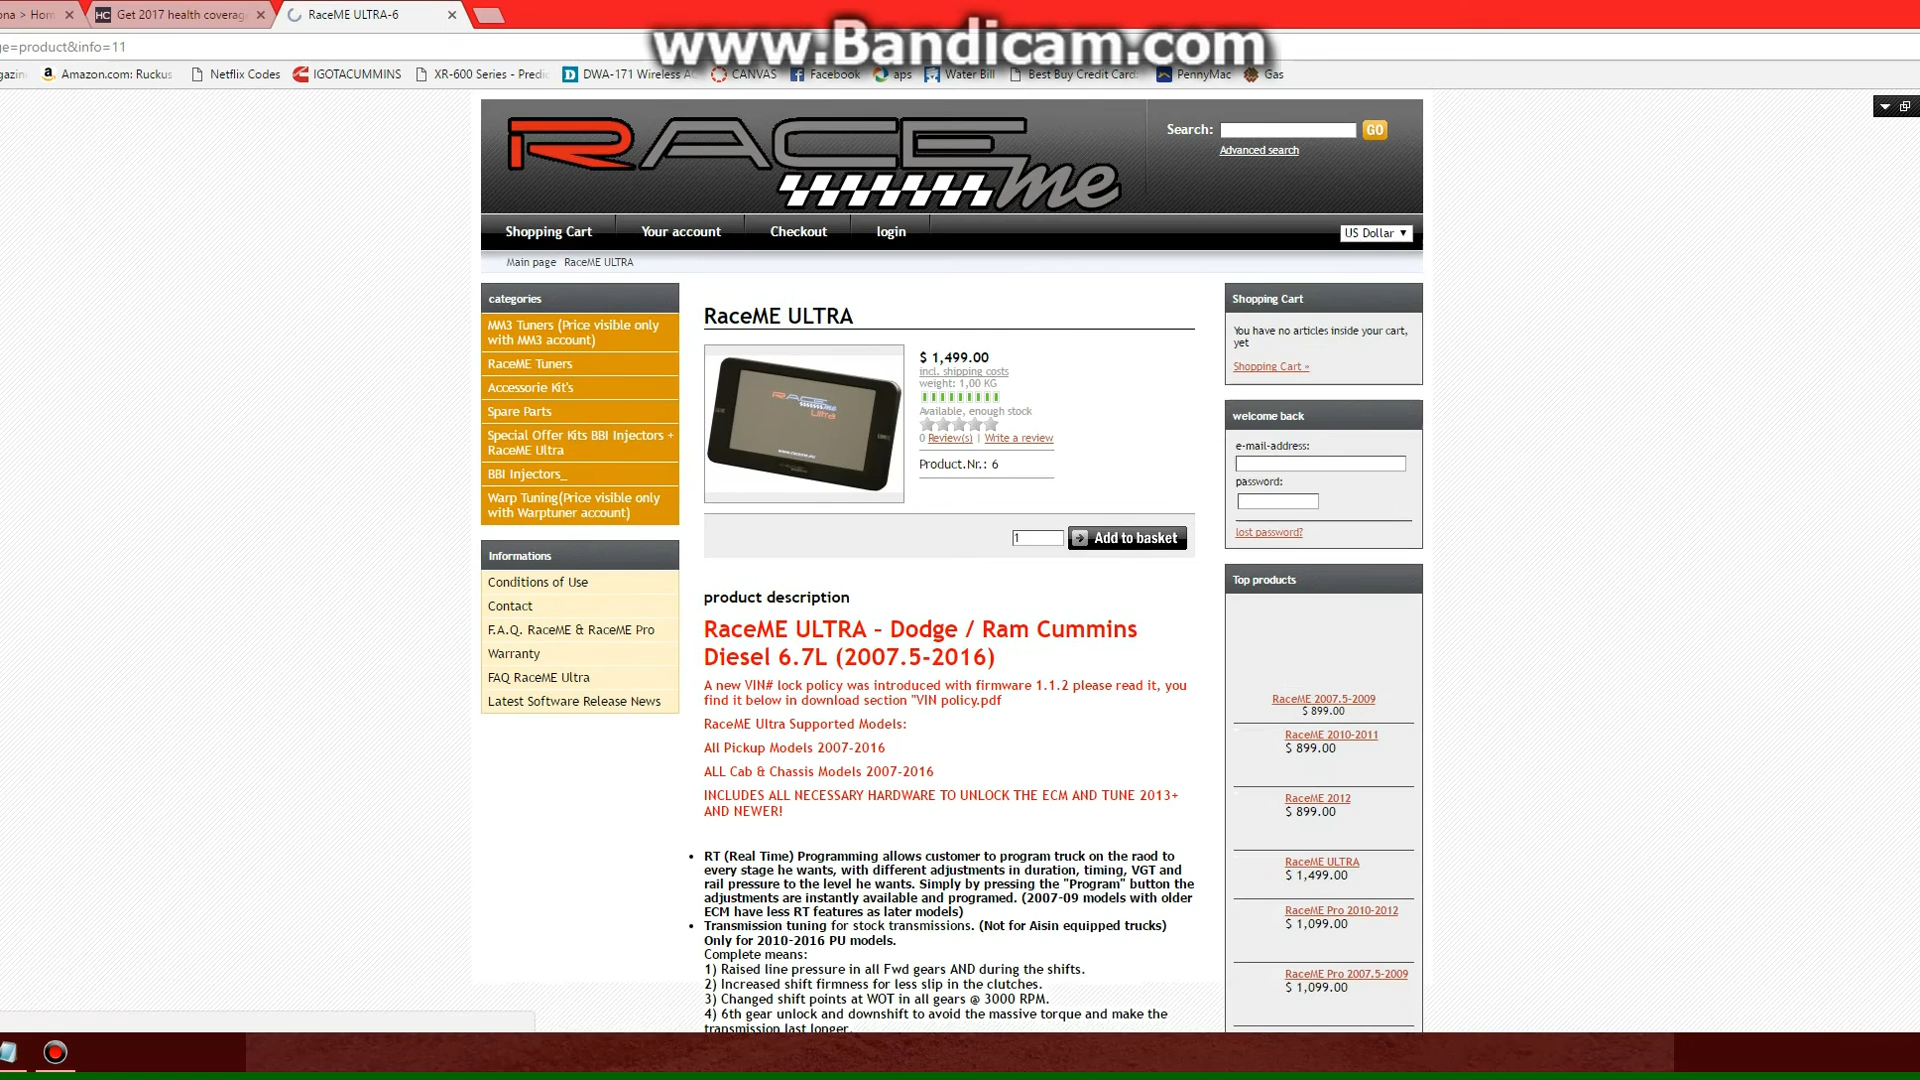 ona > Hom
Get 2017 health coverag
RaceME ULTRA-6
www.Bandicam.com
ge=product&info=11
gazin
Amazon.com: Ruckus
Netflix Codes
IGOTACUMMINS
XR-600 Series - Predic
DWA-171 Wireless AC
CANVAS
Facebook
aps
Water Bill
Best Buy Credit Card:
PennyMac
Gas
RACE me
Search:
GO
Advanced search
Shopping Cart
Your account
Checkout
login
US Dollar
Main page RaceME ULTRA
categories
MM3 Tuners (Price visible only
with MM3 account)
RaceME Tuners
Accessorie Kit's
Spare Parts
Special Offer Kits BBI Injectors +
RaceME Ultra
BBI Injectors_
Warp Tuning(Price visible only
with Warptuner account)
Informations
Conditions of Use
Contact
F.A.Q. RaceME & RaceME Pro
Warranty
FAQ RaceME Ultra
Latest Software Release News
RaceME ULTRA
RACE ME Ultra
$ 1,499.00
incl. shipping costs
weight: 1,00 KG
Available, enough stock
0 Review(s) | Write a review
Product.Nr.: 6
1
Add to basket
product description
RaceME ULTRA – Dodge / Ram Cummins
Diesel 6.7L (2007.5-2016)
A new VIN# lock policy was introduced with firmware 1.1.2 please read it, you
find it below in download section "VIN policy.pdf
RaceME Ultra Supported Models:
All Pickup Models 2007-2016
ALL Cab & Chassis Models 2007-2016
INCLUDES ALL NECESSARY HARDWARE TO UNLOCK THE ECM AND TUNE 2013+
AND NEWER!
• RT (Real Time) Programming allows customer to program truck on the raod to
every stage he wants, with different adjustments in duration, timing, VGT and
rail pressure to the level he wants. Simply by pressing the "Program" button the
adjustments are instantly available and programed. (2007-09 models with older
ECM have less RT features as later models)
• Transmission tuning for stock transmissions. (Not for Aisin equipped trucks)
Only for 2010-2016 PU models.
Complete means:
1) Raised line pressure in all Fwd gears AND during the shifts.
2) Increased shift firmness for less slip in the clutches.
3) Changed shift points at WOT in all gears @ 3000 RPM.
4) 6th gear unlock and downshift to avoid the massive torque and make the
transmission last longer.
Shopping Cart
You have no articles inside your cart,
yet
Shopping Cart »
welcome back
e-mail-address:
password:
lost password?
Top products
RaceME 2007.5-2009
$ 899.00
RaceME 2010-2011
$ 899.00
RaceME 2012
$ 899.00
RaceME ULTRA
$ 1,499.00
RaceME Pro 2010-2012
$ 1,099.00
RaceME Pro 2007.5-2009
$ 1,099.00